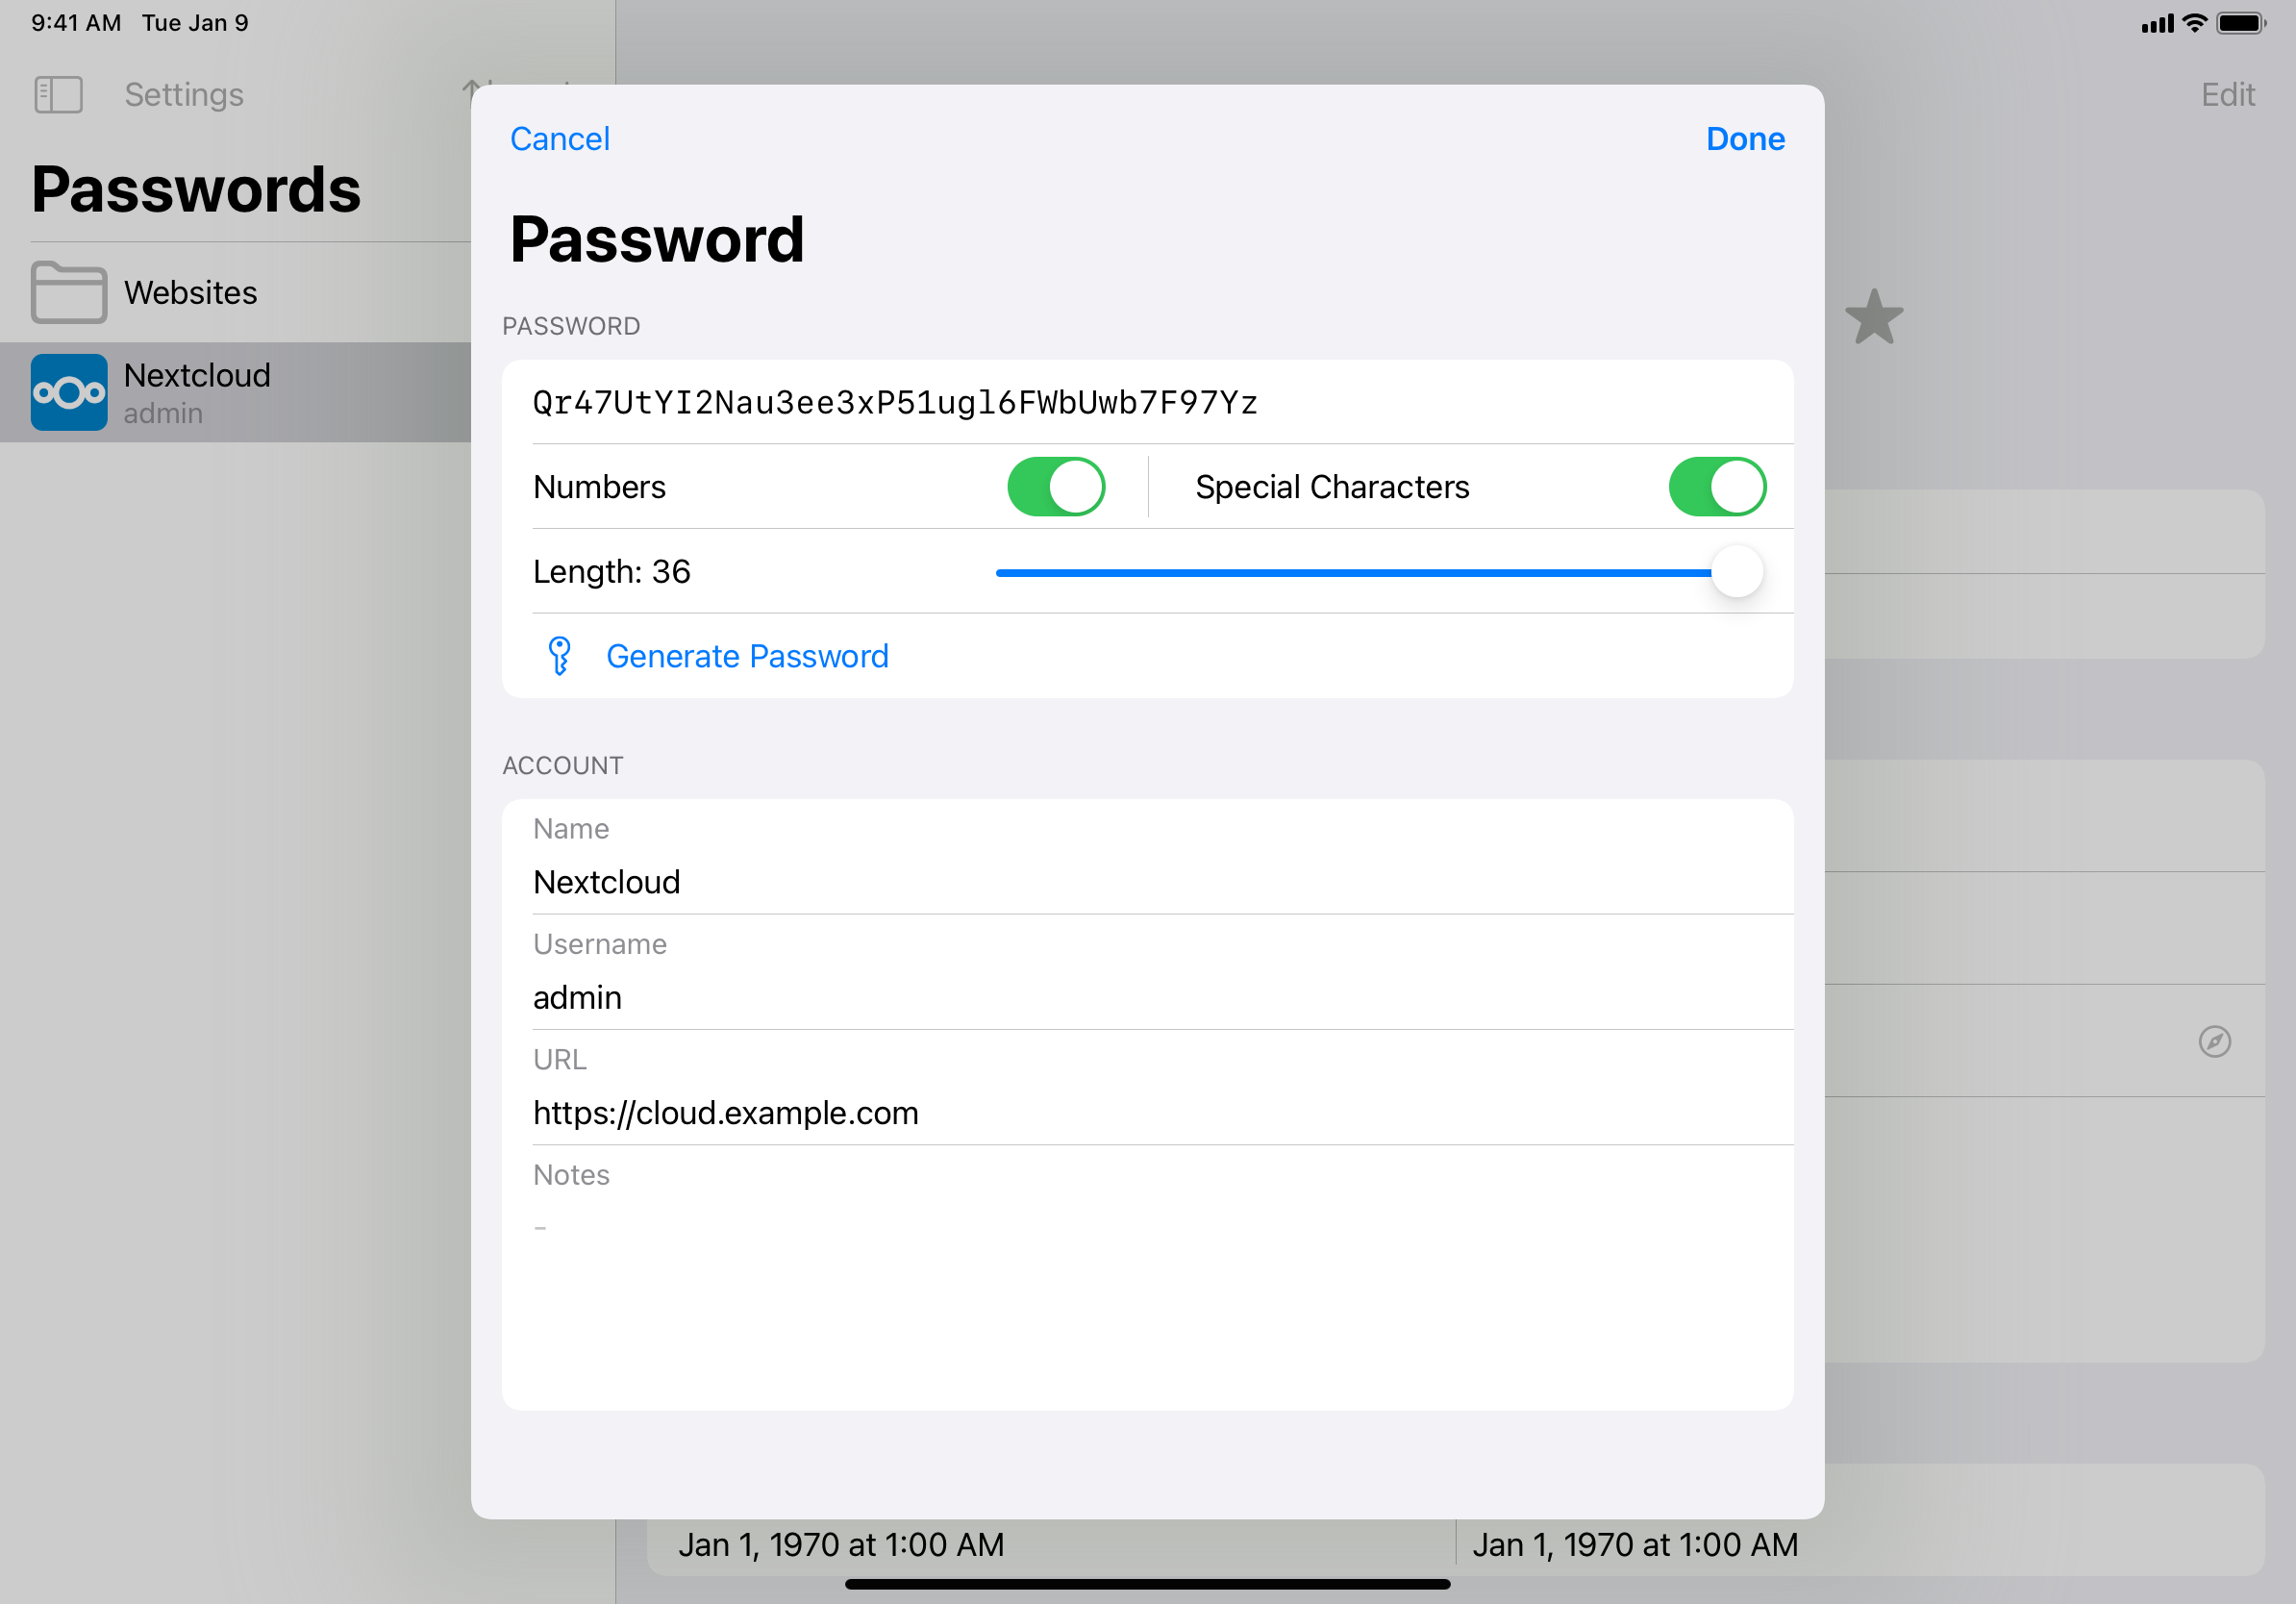 9:41 AM Tue Jan 9
Settings
Edit
Passwords
Websites
Nextcloud
admin
Cancel
Done
Password
PASSWORD
Qr47UtYI2Nau3ee3xP51ugl6FWbUwb7F97Yz
Numbers
Special Characters
Length: 36
Generate Password
ACCOUNT
Name
Nextcloud
Username
admin
URL
https://cloud.example.com
Notes
-
Jan 1, 1970 at 1:00 AM
Jan 1, 1970 at 1:00 AM